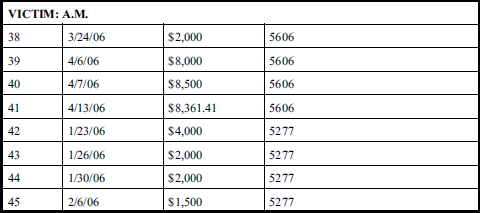 VICTIM: A.M.
38 3/24/06 $2,000 5606
39 4/6/06 $8,000 5606
40 4/7/06 $8,500 5606
41 4/13/06 $8,361.41 5606
42 1/23/06 $4,000 5277
43 1/26/06 $2,000 5277
44 1/30/06 $2,000 5277
45 2/6/06 $1,500 5277